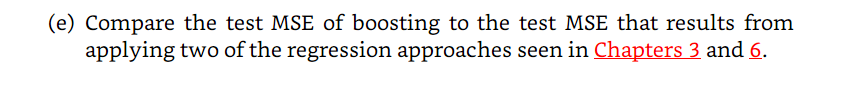 (e) Compare the test MSE of boosting to the test MSE that results from
applying two of the regression approaches seen in Chapters 3 and 6.